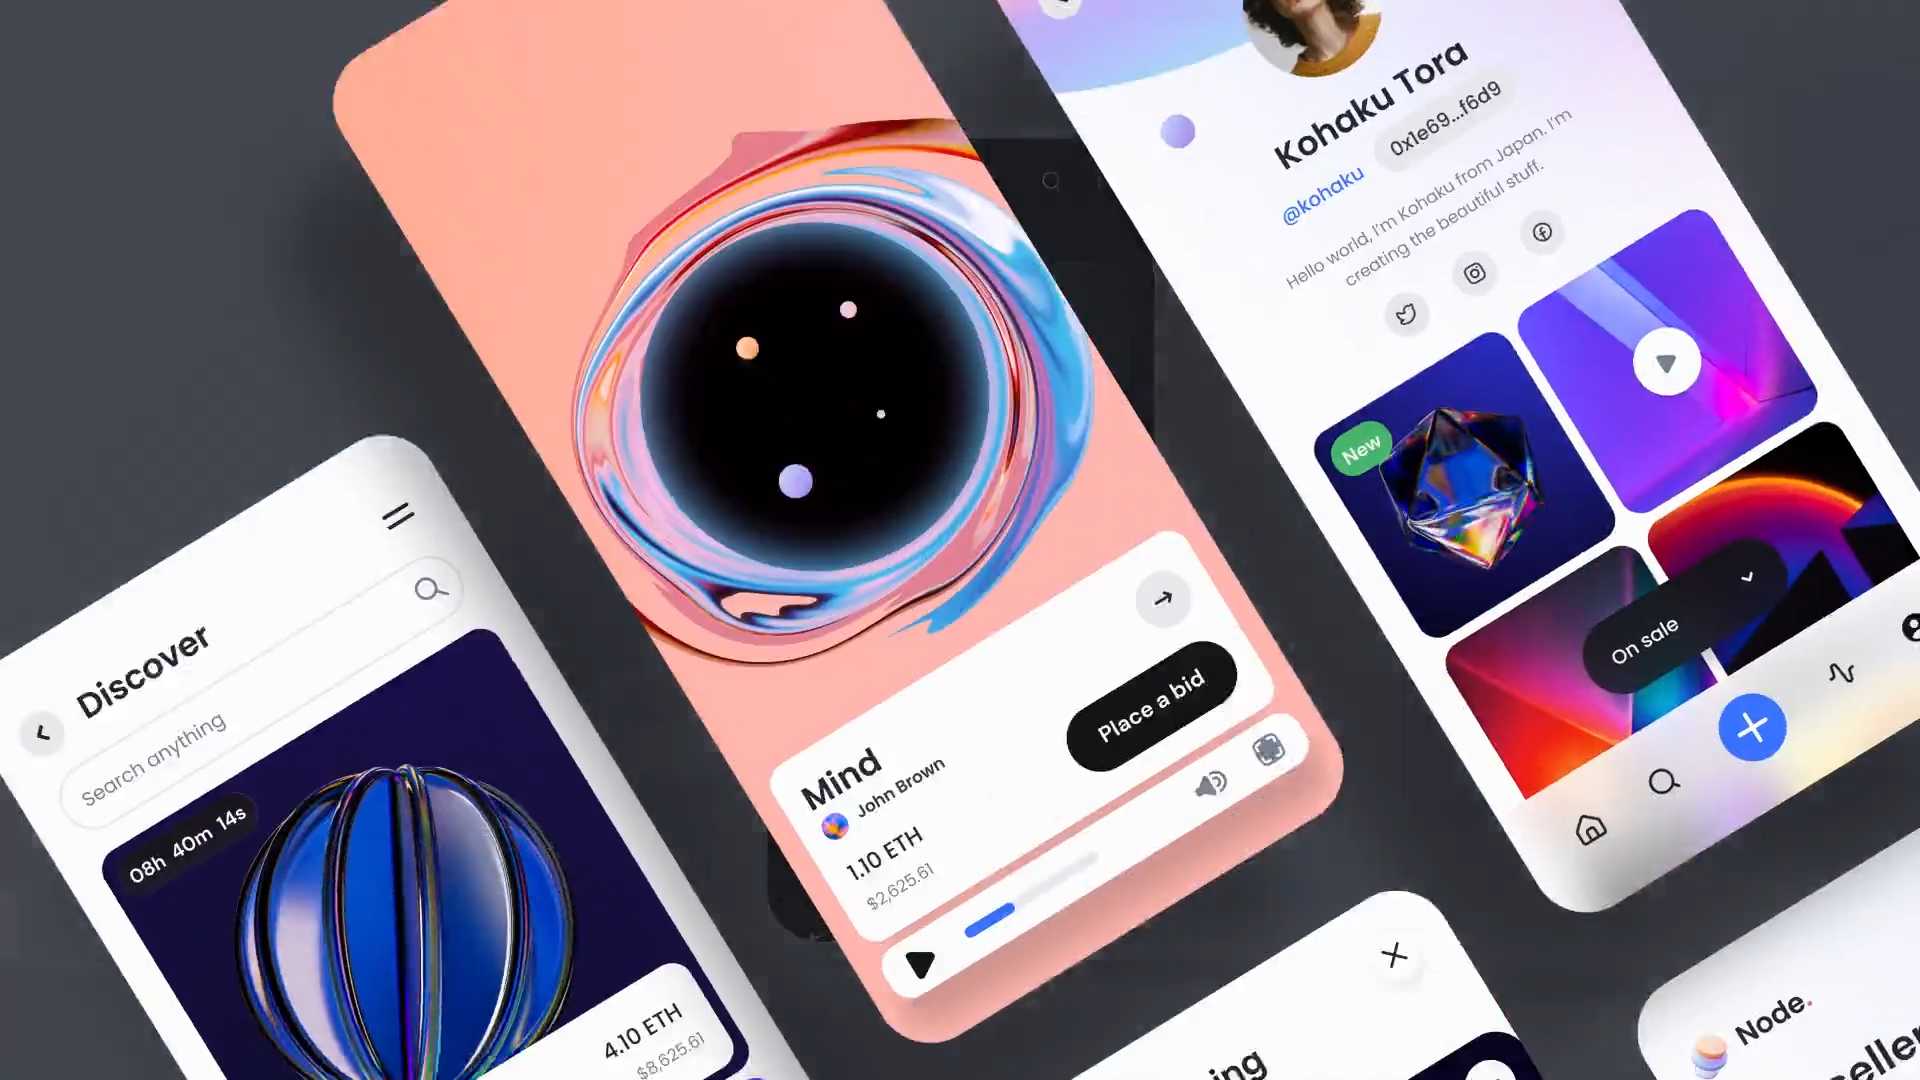 Discover
Search anything
08h 40m 14s
4.10 ETH
$8,625.61
Mind
John Brown
1.10 ETH
$2,625.61
Place a bid
Kohaku Tora
@kohaku
0x1e69...f6d9
Hello world, I'm Kohaku from Japan. I'm
creating the beautiful stuff.
New
On sale
Node.